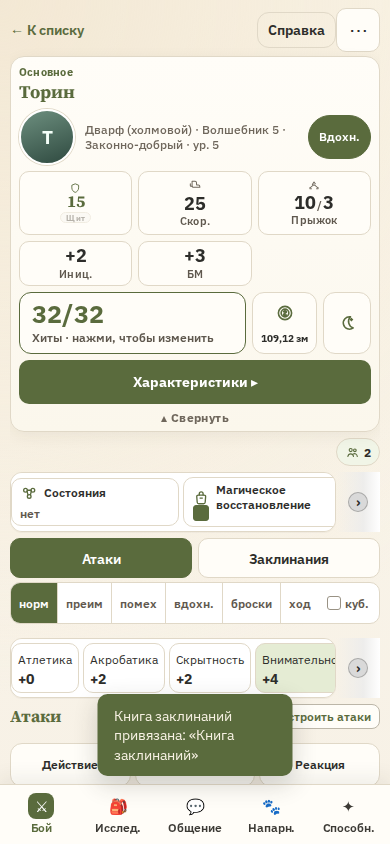 ← К списку
Справка
...
Основное
Торин
Т
Дварф (холмовой) · Волшебник 5 ·
Законно-добрый · ур. 5
Вдохн.
15
Щит
25
Скор.
10/3
Прыжок
+2
Иниц.
+3
БМ
32/32
Хиты · нажми, чтобы изменить
109,12 зм
Характеристики ▸
▴ Свернуть
2
Состояния
нет
Магическое
восстановление
›
Атаки
Заклинания
норм
преим
помех
вдохн.
броски
ход
куб.
Атлетика
+0
Акробатика
+2
Скрытность
+2
Внимательно
+4
›
Атаки
строить атаки
Книга заклинаний
привязана: «Книга
заклинаний»
Действие
Реакция
Бой
Исслед.
Общение
Напарн.
Способн.